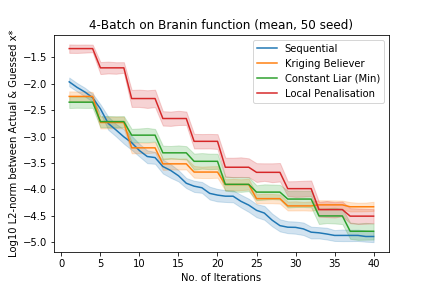 4-Batch on Branin function (mean, 50 seed)
Log10 L2-norm between Actual & Guessed x*
-1.5
-2.0
-2.5
-3.0
-3.5
-4.0
-4.5
-5.0
Sequential
Kriging Believer
Constant Liar (Min)
Local Penalisation
0 5 10 15 20 25 30 35 40
No. of Iterations